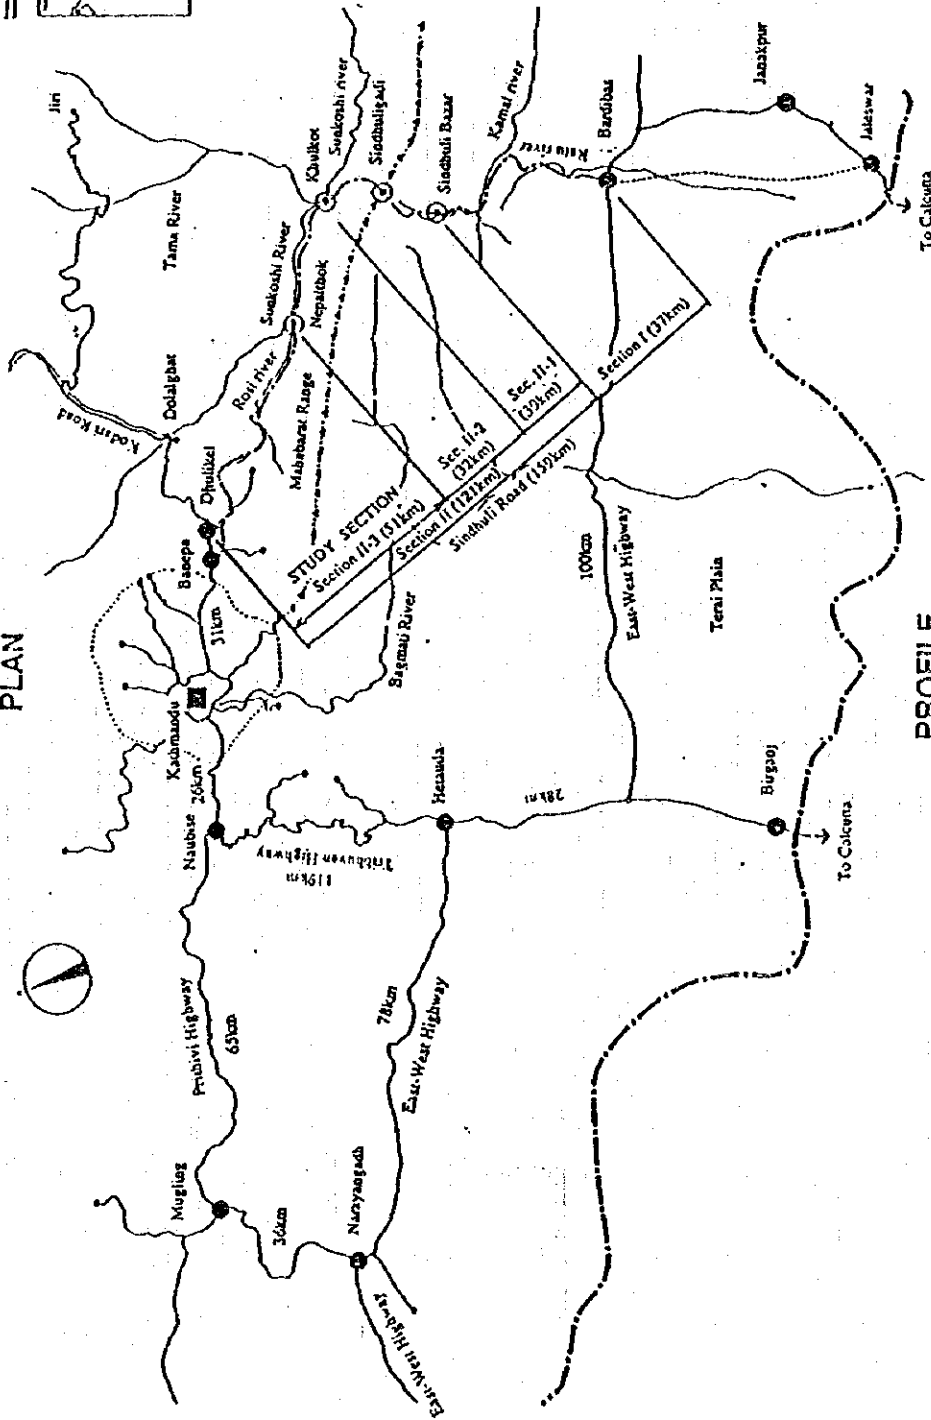 PLAN
Jiri
Tama River
Kodari Road
Dolalghat
Sunkoshi River
Khulkot
Sunkoshi river
Sindhuligadi
Sindhuli Bazar
Kamal river
Bardibas
Ratu river
Janakpur
Jaleswar
To Calcutta
Nepalthok
Rosi river
Mahabarat Range
Dhulikel
Banepa
31km
Kathmandu
26km
Naubise
Tribhuvan Highway
119km
Prithivi Highway
65km
Mugling
36km
Narayangadh
East-West Highway
78km
East-West Highway
Hetauda
28km
Birgaoj
To Calcutta
Bagmati River
STUDY SECTION
Section II-3 (51km)
Sec. II-2
(32km)
Sec. II-1
(39km)
Section II (121km)
Section I (37km)
Sindhuli Road (159km)
100km
East-West Highway
Terai Plain
PROFILE